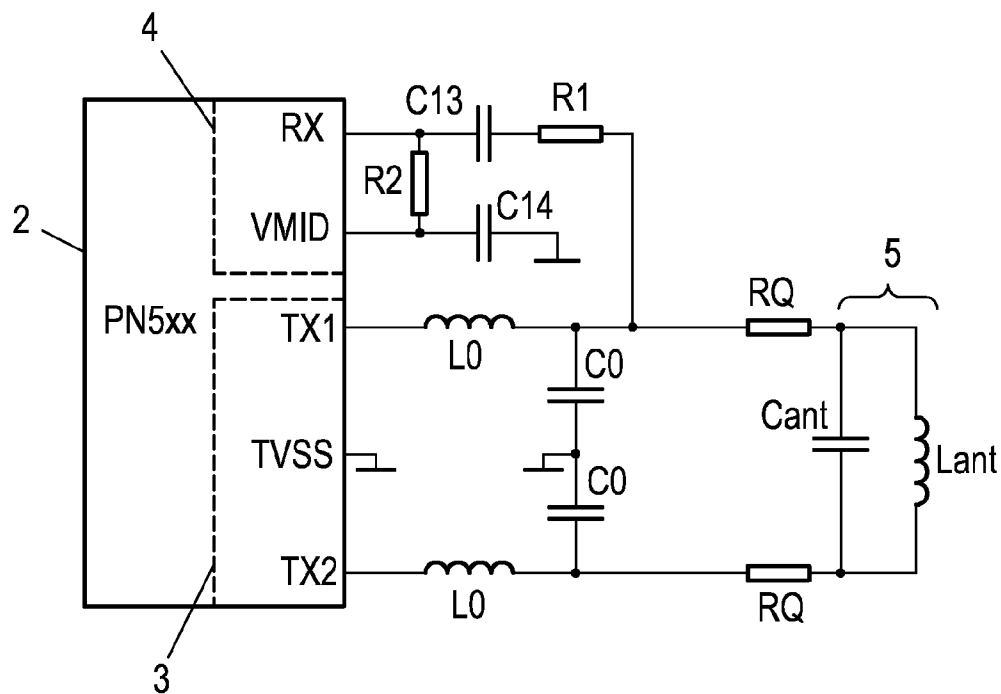 4
C13
R1
RX
R2
C14
2
VMID
5
RQ
PN5xx
TX1
L0
C0
Cant
TVSS
Lant
C0
TX2
L0
RQ
3